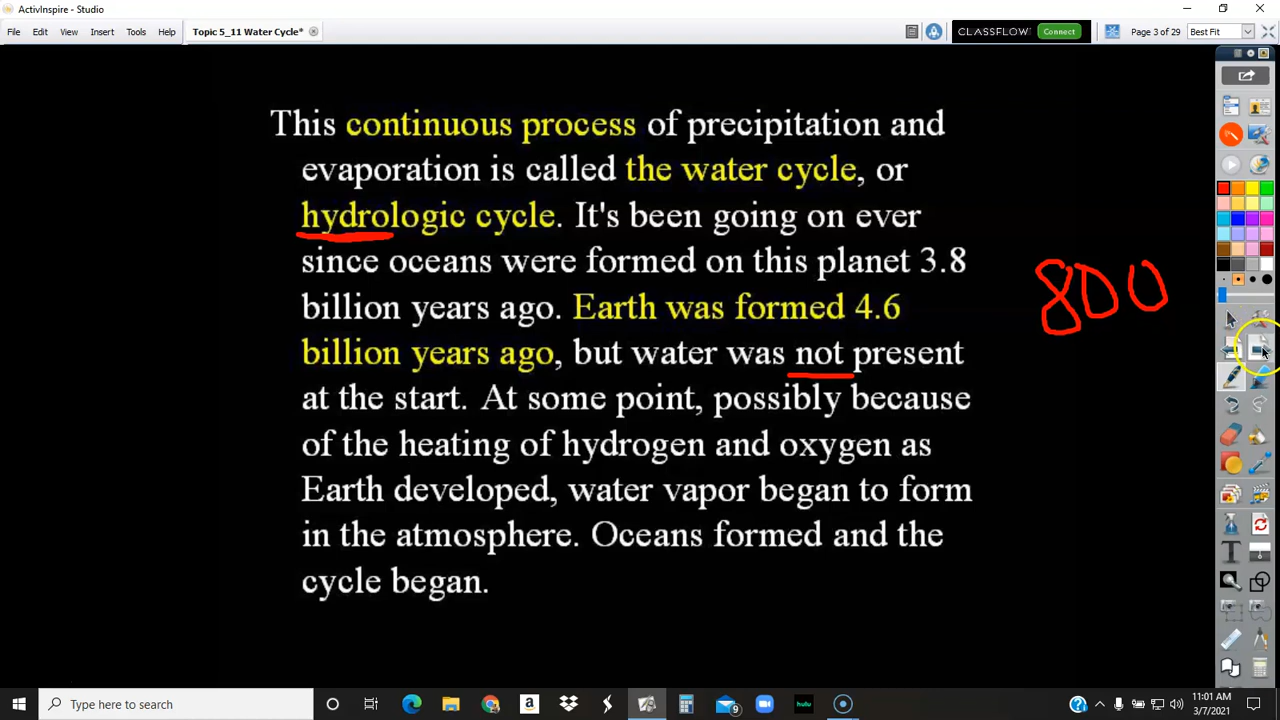 ActivInspire - Studio
File Edit View Insert Tools Help Topic 5_11 Water Cycle* CLASSFLOW Connect Page 3 of 29 Best Fit
This continuous process of precipitation and
evaporation is called the water cycle, or
hydrologic cycle. It's been going on ever
since oceans were formed on this planet 3.8
billion years ago. Earth was formed 4.6
billion years ago, but water was not present
at the start. At some point, possibly because
of the heating of hydrogen and oxygen as
Earth developed, water vapor began to form
in the atmosphere. Oceans formed and the
cycle began.
800
Type here to search
hulu
9
11:01 AM
3/7/2021